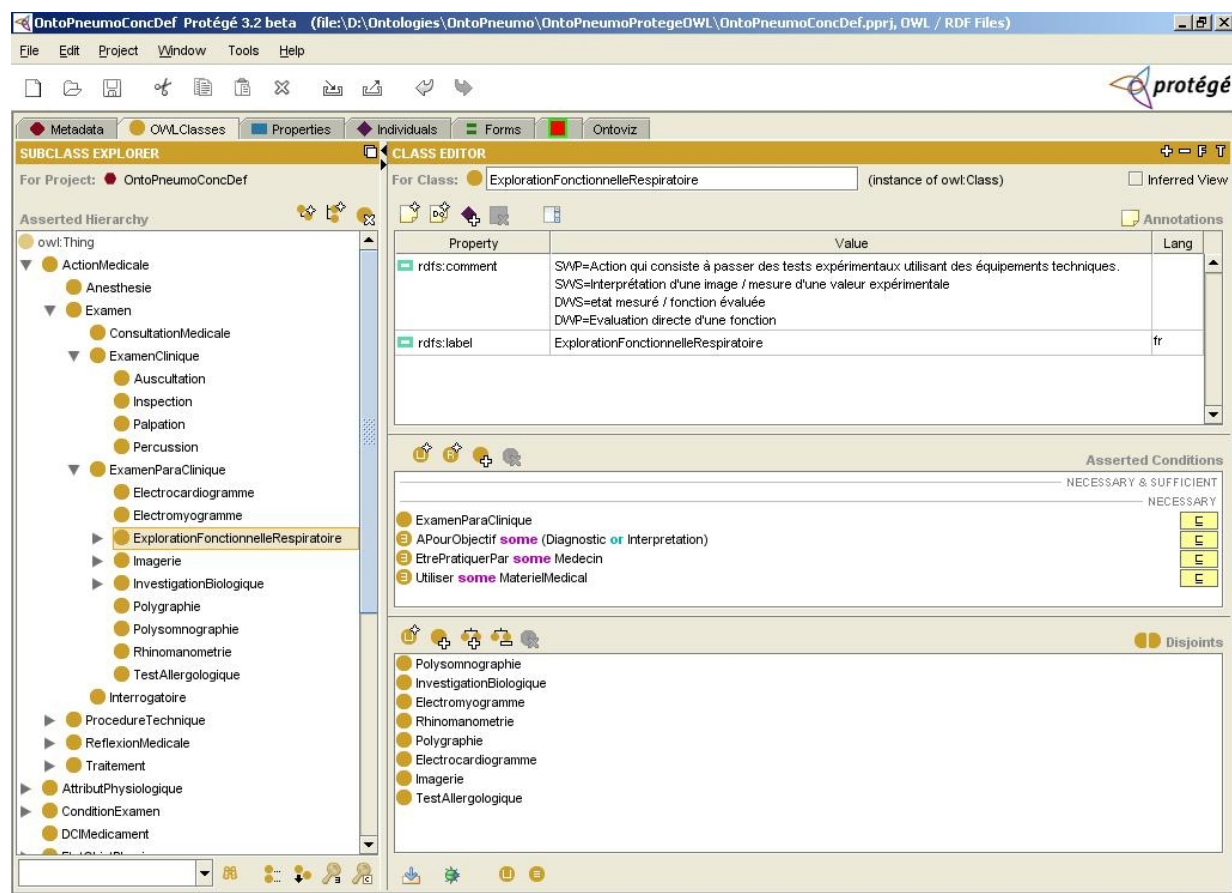 OntoPneumoConcDef Protégé 3.2 beta (file:\D:\Ontologies\OntoPneumo\OntoPneumoProtegeOWL\OntoPneumoConcDef.pprj, OWL / RDF Files)
File Edit Project Window Tools Help
protégé
Metadata OWLClasses Properties Individuals Forms Ontoviz
SUBCLASS EXPLORER
For Project: OntoPneumoConcDef
Asserted Hierarchy
owl:Thing
ActionMedicale
Anesthesie
Examen
ConsultationMedicale
ExamenClinique
Auscultation
Inspection
Palpation
Percussion
ExamenParaClinique
Electrocardiogramme
Electromyogramme
ExplorationFonctionnelleRespiratoire
Imagerie
InvestigationBiologique
Polygraphie
Polysomnographie
Rhinomanometrie
TestAllergologique
Interrogatoire
ProcedureTechnique
ReflexionMedicale
Traitement
AttributPhysiologique
ConditionExamen
DCIMedicament
CLASS EDITOR
For Class: ExplorationFonctionnelleRespiratoire (instance of owl:Class) Inferred View
Annotations
Property Value Lang
rdfs:comment SWP=Action qui consiste à passer des tests expérimentaux utilisant des équipements techniques.
SWS=Interprétation d'une image / mesure d'une valeur expérimentale
DWS=etat mesuré / fonction évaluée
DWP=Evaluation directe d'une fonction
rdfs:label ExplorationFonctionnelleRespiratoire fr
Asserted Conditions
NECESSARY & SUFFICIENT
NECESSARY
ExamenParaClinique
APourObjectif some (Diagnostic or Interpretation)
EtrePratiquerPar some Medecin
Utiliser some MaterielMedical
Disjoints
Polysomnographie
InvestigationBiologique
Electromyogramme
Rhinomanometrie
Polygraphie
Electrocardiogramme
Imagerie
TestAllergologique